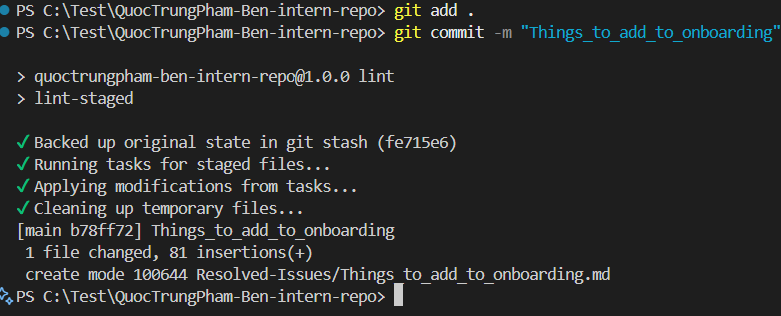 PS C:\Test\QuocTrungPham-Ben-intern-repo> git add .
PS C:\Test\QuocTrungPham-Ben-intern-repo> git commit -m "Things_to_add_to_onboarding"
> quoctrungpham-ben-intern-repo@1.0.0 lint
> lint-staged
✓ Backed up original state in git stash (fe715e6)
✓ Running tasks for staged files...
✓ Applying modifications from tasks...
✓ Cleaning up temporary files...
[main b78ff72] Things_to_add_to_onboarding
1 file changed, 81 insertions(+)
create mode 100644 Resolved-Issues/Things to_add_to_onboarding.md
PS C:\Test\QuocTrungPham-Ben-intern-repo>